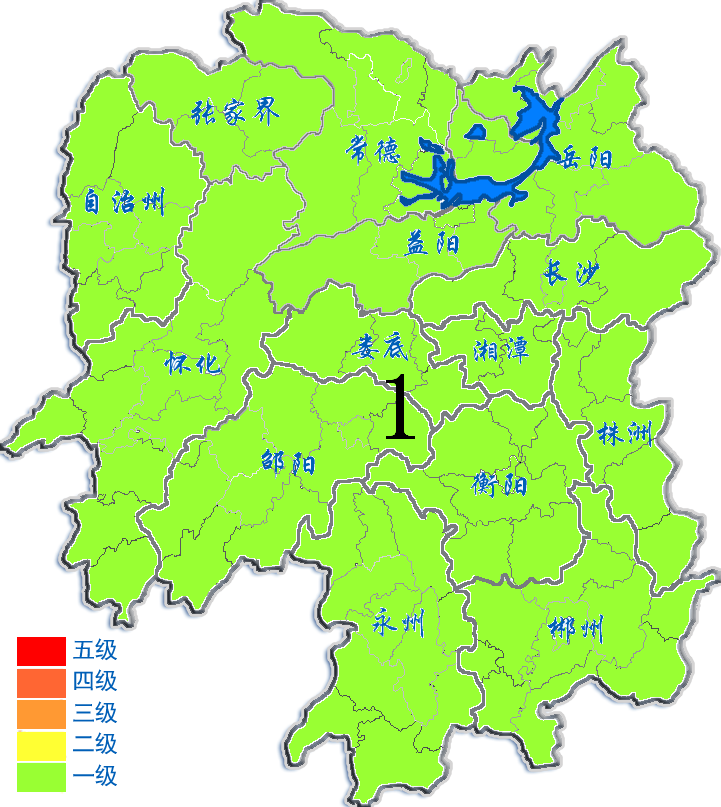 张家界
常德
岳阳
自治州
益阳
长沙
娄底
湘潭
怀化
1
株洲
邵阳
衡阳
永州
郴州
五级
四级
三级
二级
一级